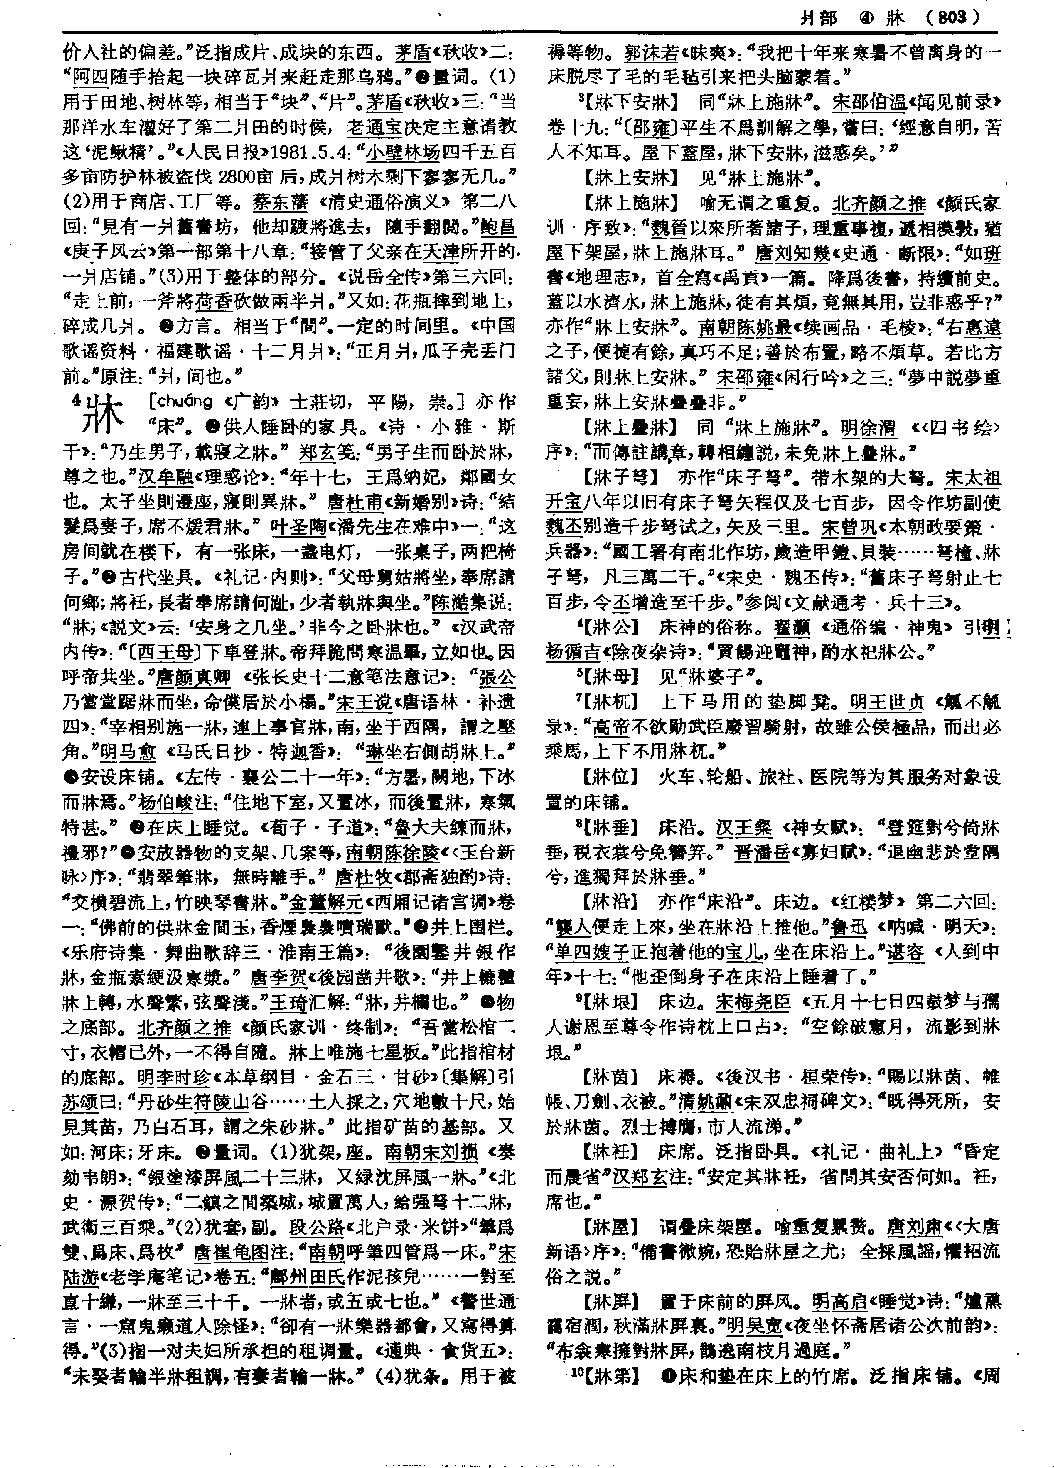 爿部 ④ 牀 (803)
价人社的偏差。”泛指成片、成块的东西。茅盾《秋收》二：
“阿四随手拾起一块碎瓦爿来赶走那乌鸦。”❷量词。(1)
用于田地、树林等，相当于“块”、“片”。茅盾《秋收》三：“当
那洋水车灌好了第二爿田的时候，老通宝决定主意请教
这‘泥鳅精’。”《人民日报》1981.5.4：“小壁林场四千五百
多亩防护林被盗伐2800亩后，成爿树木剩下寥寥无几。”
(2)用于商店、工厂等。蔡东藩《清史通俗演义》第二八
回：“見有一爿舊書坊，他却踱將進去，隨手翻閱。”鲍昌
《庚子风云》第一部第十八章：“接管了父亲在天津所开的
一爿店铺。”(3)用于整体的部分。《说岳全传》第三六回：
“走上前，一斧將荷香砍做兩半爿。”又如：花瓶摔到地上，
碎成几爿。❸方言。相当于“間”。一定的时间里。《中国
歌谣资料·福建歌谣·十二月爿》：“正月爿，瓜子壳丢门
前。”原注：“爿，间也。”
4牀 [chuáng《广韵》士莊切，平陽，崇。]亦作
“床”。❶供人睡卧的家具。《诗·小雅·斯
干》：“乃生男子，載寢之牀。”郑玄笺：“男子生而卧於牀，
尊之也。”汉牟融《理惑论》：“年十七，王爲纳妃，鄰國女
也。太子坐則遷座，寢則異牀。”唐杜甫《新婚别》诗：“結
髮爲妻子，席不煖君牀。”叶圣陶《潘先生在难中》一：“这
房间就在楼下，有一张床，一盏电灯，一张桌子，两把椅
子。”❷古代坐具。《礼记·内则》：“父母舅姑將坐，奉席請
何鄉；將衽，長者奉席請何趾，少者執牀與坐。”陈澔集说：
“牀，《説文》云：‘安身之几坐。’非今之卧牀也。”《汉武帝
内传》：“〔西王母〕下車登牀。帝拜跪問寒温畢，立如也。因
呼帝共坐。”唐颜真卿《张长史十二意笔法意记》：“張公
乃當堂踞牀而坐，命僕居於小榻。”宋王谠《唐语林·补遗
四》：“宰相别施一牀，連上事官牀，南，坐于西隅，謂之壓
角。”明马愈《马氏日抄·特迦香》：“琳坐右側胡牀上。”
❸安设床铺。《左传·襄公二十一年》：“方暑，闕地，下冰
而牀焉。”杨伯峻注：“住地下室，又置冰，而後置牀，寒氣
特甚。”❹在床上睡觉。《荀子·子道》：“魯大夫練而牀，
禮邪？”❺安放器物的支架、几案等。南朝陈徐陵《〈玉台新
咏〉序》：“翡翠筆牀，無時離手。”唐杜牧《郡斋独酌》诗：
“交横碧流上，竹映琴書牀。”金董解元《西厢记诸宫调》卷
一：“佛前的供牀金間玉，香煙裊裊噴瑞獸。”❻井上围栏。
《乐府诗集·舞曲歌辞三·淮南王篇》：“後園鑿井銀作
牀，金瓶素綆汲寒漿。”唐李贺《後园凿井歌》：“井上轆轤
牀上轉，水聲繁，弦聲淺。”王琦汇解：“牀，井欄也。”❼物
之底部。北齐颜之推《颜氏家训·终制》：“吾當松棺二
寸，衣帽已外，一不得自隨。牀上唯施七星板。”此指棺材
的底部。明李时珍《本草纲目·金石三·丹砂》〔集解〕引
苏颂曰：“丹砂生符陵山谷……土人採之，穴地數十尺，始
見其苗，乃白石耳，謂之朱砂牀。”此指矿苗的基部。又
如：河床；牙床。❽量词。(1)犹架，座。南朝宋刘损《奏
劾韦朗》：“銀塗漆屏風二十三牀，又緑沈屏風一牀。”《北
史·源贺传》：“二鎮之間築城，城置萬人，給强弩十二牀，
武衛三百乘。”(2)犹套，副。段公路《北户录·米饼》“筆爲
雙、爲床、爲枚”唐崔龟图注：“南朝呼筆四管爲一床。”宋
陆游《老学庵笔记》卷五：“鄜州田氏作泥孩兒……一對至
直十縑，一牀至三十千。一牀者，或五或七也。”《警世通
言·一窟鬼癞道人除怪》：“卻有一牀樂器都會，又寫得算
得。”(3)指一对夫妇所承担的租调量。《通典·食货五》：
“未娶者輸半牀租調，有妻者輸一牀。”(4)犹条。用于被
褥等物。郭沫若《昧爽》：“我把十年来寒暑不曾离身的一
床脱尽了毛的毛毡引来把头脑蒙着。”
3【牀下安牀】 同“牀上施牀”。宋邵伯温《闻见前录》
卷十九：“〔邵雍〕平生不爲訓解之學，嘗曰：‘經意自明，苦
人不知耳。屋下蓋屋，牀下安牀，滋惑矣。’”
【牀上安牀】 见“牀上施牀”。
【牀上施牀】 喻无谓之重复。北齐颜之推《颜氏家
训·序致》：“魏晉以來所著諸子，理重事複，遞相模斆，猶
屋下架屋，牀上施牀耳。”唐刘知幾《史通·断限》：“如班
書《地理志》，首全寫《禹貢》一篇。降爲後書，持續前史。
蓋以水濟水，牀上施牀，徒有其煩，竟無其用，豈非惑乎？”
亦作“牀上安牀”。南朝陈姚最《续画品·毛棱》：“右惠遠
之子，便捷有餘，真巧不足；善於布置，略不煩草。若比方
諸父，則牀上安牀。”宋邵雍《闲行吟》之三：“夢中説夢重
重妄，牀上安牀疊疊非。”
【牀上疊牀】 同“牀上施牀”。明徐渭《〈四书绘〉
序》：“而傳註講章，轉相纏説，未免牀上疊牀。”
【牀子弩】 亦作“床子弩”。带木架的大弩。宋太祖
开宝八年以旧有床子弩矢程仅及七百步，因令作坊副使
魏丕别造千步弩试之，矢及三里。宋曾巩《本朝政要策·
兵器》：“國工署有南北作坊，歲造甲鎧、貝裝……弩橦、牀
子弩，凡三萬二千。”《宋史·魏丕传》：“舊床子弩射止七
百步，令丕增造至千步。”参阅《文献通考·兵十三》。
4【牀公】 床神的俗称。翟灏《通俗编·神鬼》引明
杨循吉《除夜杂诗》：“買餳迎竈神，酌水祀牀公。”
5【牀母】 见“牀婆子”。
7【牀杌】 上下马用的垫脚凳。明王世贞《觚不觚
录》：“高帝不欲勛武臣廢習騎射，故雖公侯極品，而出必
乘馬，上下不用牀杌。”
【牀位】 火车、轮船、旅社、医院等为其服务对象设
置的床铺。
8【牀垂】 床沿。汉王粲《神女赋》：“登筵對兮倚牀
垂，税衣裳兮免簪笄。”晋潘岳《寡妇赋》：“退幽悲於堂隅
兮，進獨拜於牀垂。”
【牀沿】 亦作“床沿”。床边。《红楼梦》第二六回：
“襲人便走上來，坐在牀沿上推他。”鲁迅《呐喊·明天》：
“单四嫂子正抱着他的宝儿，坐在床沿上。”谌容《人到中
年》十七：“他歪倒身子在床沿上睡着了。”
9【牀垠】 床边。宋梅尧臣《五月十七日四鼓梦与孺
人谢恩至尊令作诗枕上口占》：“空餘破窻月，流影到牀
垠。”
【牀茵】 床褥。《後汉书·桓荣传》：“賜以牀茵、帷
帳、刀劍、衣被。”清姚鼐《宋双忠祠碑文》：“既得死所，安
於牀茵。烈士搏膺，市人流涕。”
【牀衽】 床席。泛指卧具。《礼记·曲礼上》“昏定
而晨省”汉郑玄注：“安定其牀衽，省問其安否何如。衽，
席也。”
【牀屋】 谓叠床架屋。喻重复累赘。唐刘肃《〈大唐
新语〉序》：“備書微婉，恐貽牀屋之尤；全採風謡，懼招流
俗之説。”
【牀屏】 置于床前的屏风。明高启《睡觉》诗：“爐熏
靄宿閣，秋滿牀屏裏。”明吴宽《夜坐怀斋居诸公次前韵》：
“布衾寒擁對牀屏，鵲遶南枝月過庭。”
10【牀笫】 ❶床和垫在床上的竹席。泛指床铺。《周